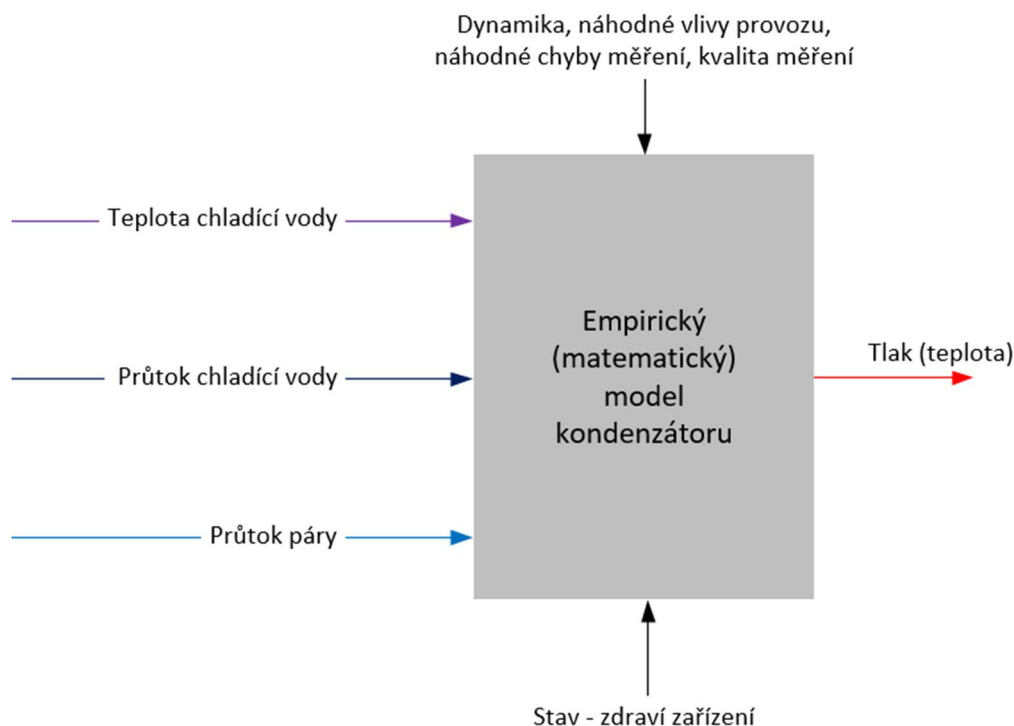 Dynamika, náhodné vlivy provozu,
náhodné chyby měření, kvalita měření
Teplota chladící vody
Průtok chladící vody
Průtok páry
Empirický
(matematický)
model
kondenzátoru
Tlak (teplota)
Stav - zdraví zařízení